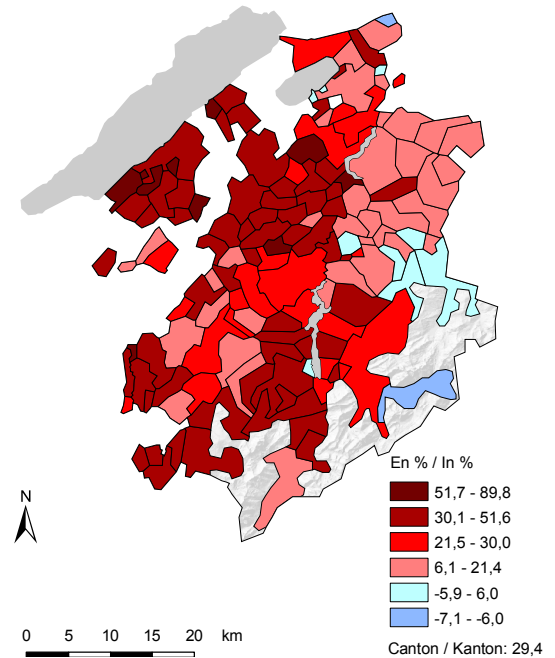 En % / In %
N
51,7 - 89,8
30,1 - 51,6
21,5 - 30,0
6,1 - 21,4
-5,9 - 6,0
-7,1 - -6,0
0 5 10 15 20 km
Canton / Kanton: 29,4